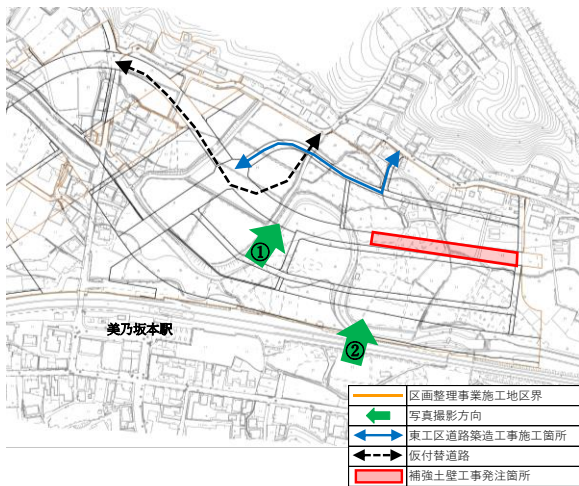 ①
②
美乃坂本駅
区画整理事業施工地区界
写真撮影方向
東工区道路築造工事施工箇所
仮付替道路
補強土壁工事発注箇所